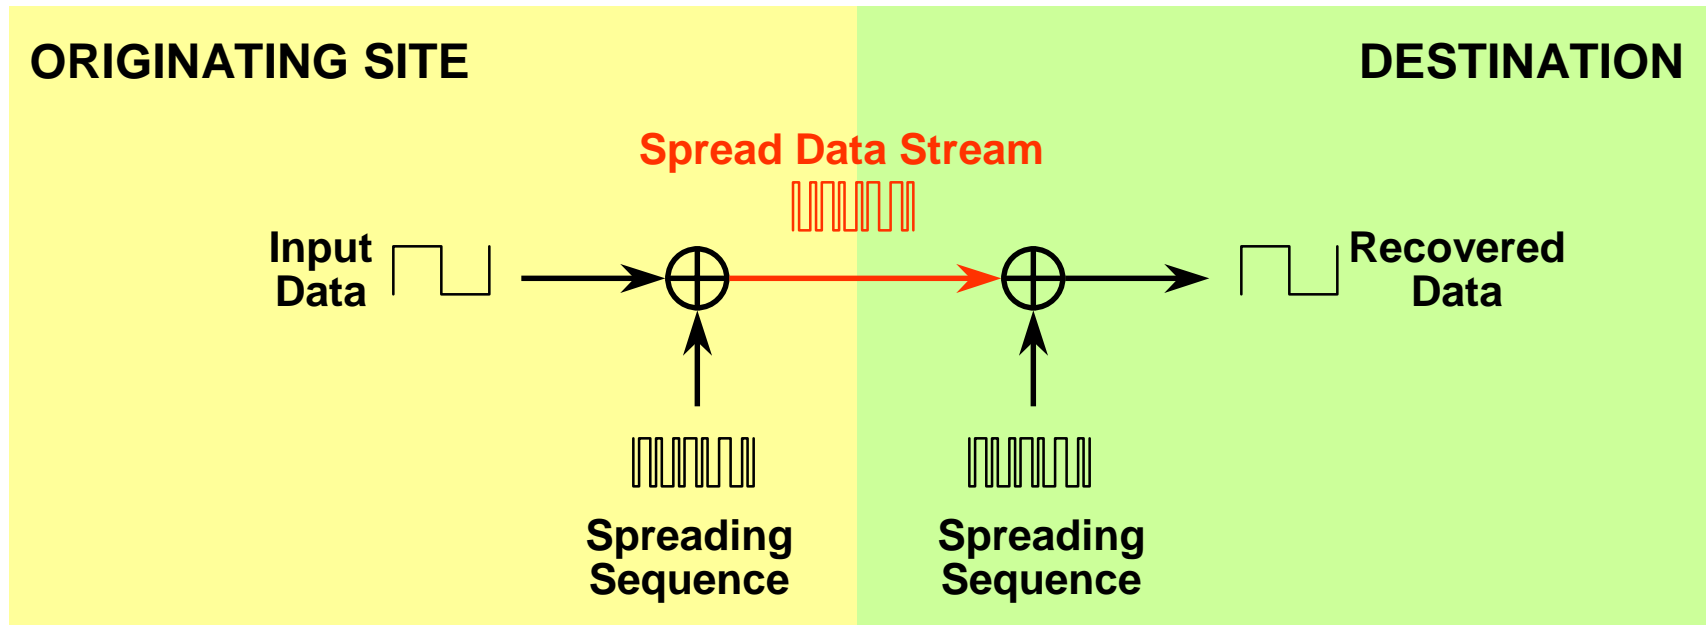 ORIGINATING SITE
DESTINATION
Spread Data Stream
Input
Data
Recovered
Data
Spreading
Sequence
Spreading
Sequence